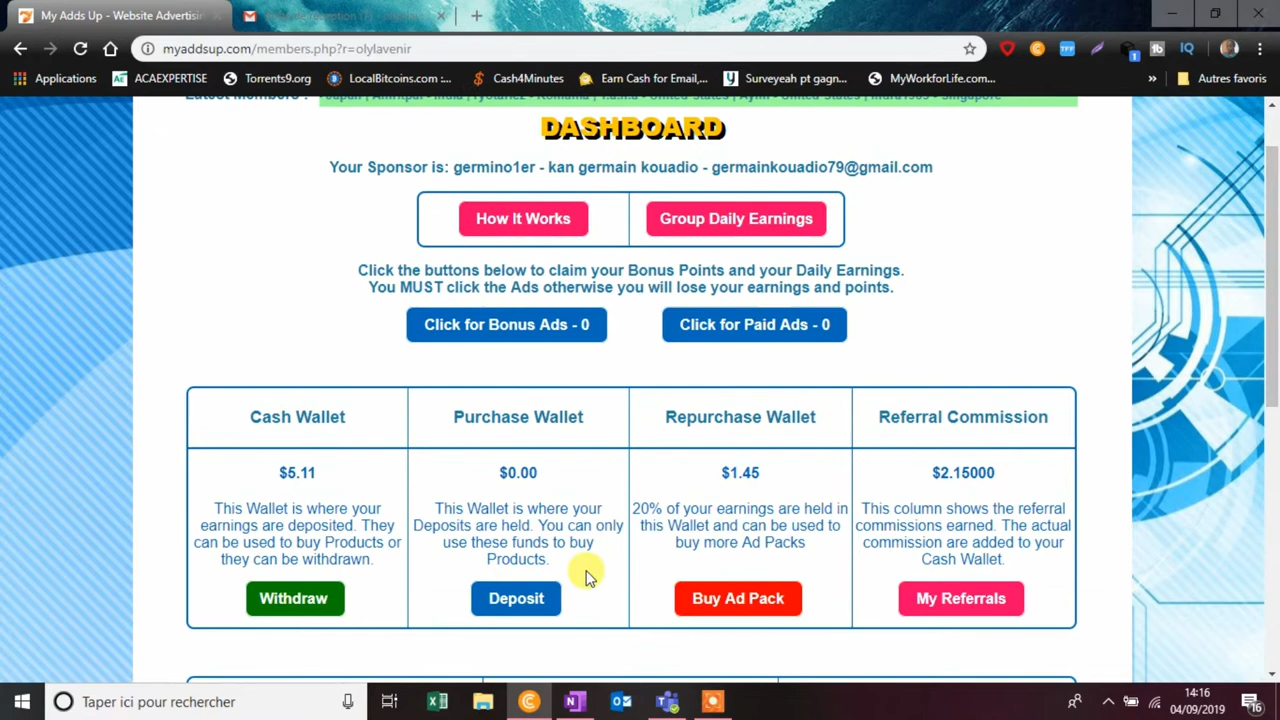 My Adds Up - Website Advertisin
myaddsup.com/members.php?r=olylavenir
Applications ACAEXPERTISE Torrents9.org LocalBitcoins.com :... Cash4Minutes Earn Cash for Email,... Surveyeah pt gagn... MyWorkforLife.com... » Autres favoris
DASHBOARD
Your Sponsor is: germino1er - kan germain kouadio - germainkouadio79@gmail.com
How It Works Group Daily Earnings
Click the buttons below to claim your Bonus Points and your Daily Earnings.
You MUST click the Ads otherwise you will lose your earnings and points.
Click for Bonus Ads - 0 Click for Paid Ads - 0
Cash Wallet Purchase Wallet Repurchase Wallet Referral Commission
$5.11 $0.00 $1.45 $2.15000
This Wallet is where your
earnings are deposited. They
can be used to buy Products or
they can be withdrawn.
This Wallet is where your
Deposits are held. You can only
use these funds to buy
Products.
20% of your earnings are held in
this Wallet and can be used to
buy more Ad Packs
This column shows the referral
commissions earned. The actual
commission are added to your
Cash Wallet.
Withdraw Deposit Buy Ad Pack My Referrals
Taper ici pour rechercher
14:16
04/09/2019
16